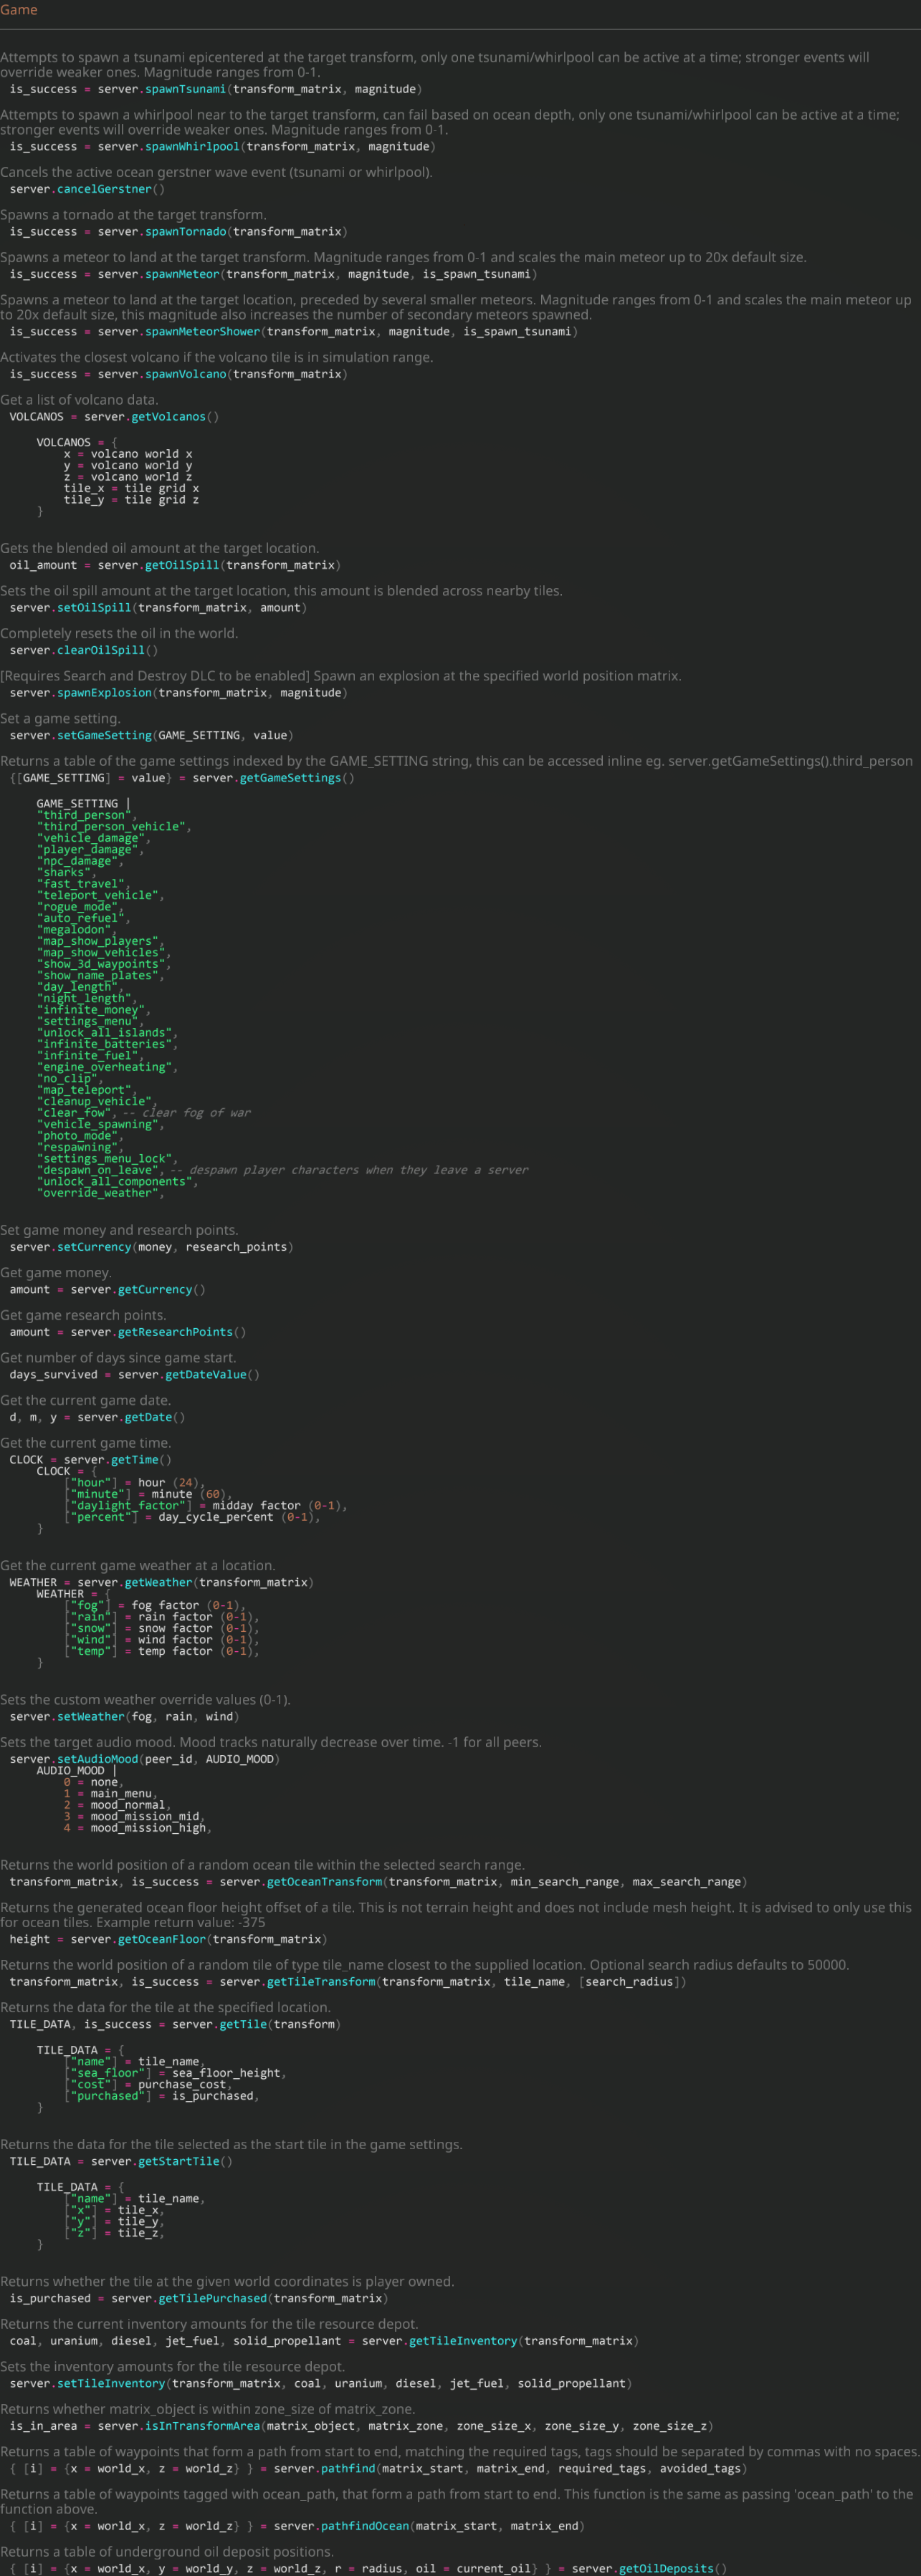 Game
Attempts to spawn a tsunami epicentered at the target transform, only one tsunami/whirlpool can be active at a time; stronger events will
override weaker ones. Magnitude ranges from 0-1.
is_success = server.spawnTsunami(transform_matrix, magnitude)
Attempts to spawn a whirlpool near to the target transform, can fail based on ocean depth, only one tsunami/whirlpool can be active at a time;
stronger events will override weaker ones. Magnitude ranges from 0-1.
is_success = server.spawnWhirlpool(transform_matrix, magnitude)
Cancels the active ocean gerstner wave event (tsunami or whirlpool).
server.cancelGerstner()
Spawns a tornado at the target transform.
is_success = server.spawnTornado(transform_matrix)
Spawns a meteor to land at the target transform. Magnitude ranges from 0-1 and scales the main meteor up to 20x default size.
is_success = server.spawnMeteor(transform_matrix, magnitude, is_spawn_tsunami)
Spawns a meteor to land at the target location, preceded by several smaller meteors. Magnitude ranges from 0-1 and scales the main meteor up
to 20x default size, this magnitude also increases the number of secondary meteors spawned.
is_success = server.spawnMeteorShower(transform_matrix, magnitude, is_spawn_tsunami)
Activates the closest volcano if the volcano tile is in simulation range.
is_success = server.spawnVolcano(transform_matrix)
Get a list of volcano data.
VOLCANOS = server.getVolcanos()
VOLCANOS = {
x = volcano world x
y = volcano world y
z = volcano world z
tile_x = tile grid x
tile_y = tile grid z
}
Gets the blended oil amount at the target location.
oil_amount = server.getOilSpill(transform_matrix)
Sets the oil spill amount at the target location, this amount is blended across nearby tiles.
server.setOilSpill(transform_matrix, amount)
Completely resets the oil in the world.
server.clearOilSpill()
[Requires Search and Destroy DLC to be enabled] Spawn an explosion at the specified world position matrix.
server.spawnExplosion(transform_matrix, magnitude)
Set a game setting.
server.setGameSetting(GAME_SETTING, value)
Returns a table of the game settings indexed by the GAME_SETTING string, this can be accessed inline eg. server.getGameSettings().third_person
{[GAME_SETTING] = value} = server.getGameSettings()
GAME_SETTING |
"third_person",
"third_person_vehicle",
"vehicle_damage",
"player_damage",
"npc_damage",
"sharks",
"fast_travel",
"teleport_vehicle",
"rogue_mode",
"auto_refuel",
"megalodon",
"map_show_players",
"map_show_vehicles",
"show_3d_waypoints",
"show_name_plates",
"day_length",
"night_length",
"infinite_money",
"settings_menu",
"unlock_all_islands",
"infinite_batteries",
"infinite_fuel",
"engine_overheating",
"no_clip",
"map_teleport",
"cleanup_vehicle",
"clear_fow", -- clear fog of war
"vehicle_spawning",
"photo_mode",
"respawning",
"settings_menu_lock",
"despawn_on_leave", -- despawn player characters when they leave a server
"unlock_all_components",
"override_weather",
Set game money and research points.
server.setCurrency(money, research_points)
Get game money.
amount = server.getCurrency()
Get game research points.
amount = server.getResearchPoints()
Get number of days since game start.
days_survived = server.getDateValue()
Get the current game date.
d, m, y = server.getDate()
Get the current game time.
CLOCK = server.getTime()
CLOCK = {
["hour"] = hour (24),
["minute"] = minute (60),
["daylight_factor"] = midday factor (0-1),
["percent"] = day_cycle_percent (0-1),
}
Get the current game weather at a location.
WEATHER = server.getWeather(transform_matrix)
WEATHER = {
["fog"] = fog factor (0-1),
["rain"] = rain factor (0-1),
["snow"] = snow factor (0-1),
["wind"] = wind factor (0-1),
["temp"] = temp factor (0-1),
}
Sets the custom weather override values (0-1).
server.setWeather(fog, rain, wind)
Sets the target audio mood. Mood tracks naturally decrease over time. -1 for all peers.
server.setAudioMood(peer_id, AUDIO_MOOD)
AUDIO_MOOD |
0 = none,
1 = main_menu,
2 = mood_normal,
3 = mood_mission_mid,
4 = mood_mission_high,
Returns the world position of a random ocean tile within the selected search range.
transform_matrix, is_success = server.getOceanTransform(transform_matrix, min_search_range, max_search_range)
Returns the generated ocean floor height offset of a tile. This is not terrain height and does not include mesh height. It is advised to only use this
for ocean tiles. Example return value: -375
height = server.getOceanFloor(transform_matrix)
Returns the world position of a random tile of type tile_name closest to the supplied location. Optional search radius defaults to 50000.
transform_matrix, is_success = server.getTileTransform(transform_matrix, tile_name, [search_radius])
Returns the data for the tile at the specified location.
TILE_DATA, is_success = server.getTile(transform)
TILE_DATA = {
["name"] = tile_name,
["sea_floor"] = sea_floor_height,
["cost"] = purchase_cost,
["purchased"] = is_purchased,
}
Returns the data for the tile selected as the start tile in the game settings.
TILE_DATA = server.getStartTile()
TILE_DATA = {
["name"] = tile_name,
["x"] = tile_x,
["y"] = tile_y,
["z"] = tile_z,
}
Returns whether the tile at the given world coordinates is player owned.
is_purchased = server.getTilePurchased(transform_matrix)
Returns the current inventory amounts for the tile resource depot.
coal, uranium, diesel, jet_fuel, solid_propellant = server.getTileInventory(transform_matrix)
Sets the inventory amounts for the tile resource depot.
server.setTileInventory(transform_matrix, coal, uranium, diesel, jet_fuel, solid_propellant)
Returns whether matrix_object is within zone_size of matrix_zone.
is_in_area = server.isInTransformArea(matrix_object, matrix_zone, zone_size_x, zone_size_y, zone_size_z)
Returns a table of waypoints that form a path from start to end, matching the required tags, tags should be separated by commas with no spaces.
{ [i] = {x = world_x, z = world_z} } = server.pathfind(matrix_start, matrix_end, required_tags, avoided_tags)
Returns a table of waypoints tagged with ocean_path, that form a path from start to end. This function is the same as passing 'ocean_path' to the
function above.
{ [i] = {x = world_x, z = world_z} } = server.pathfindOcean(matrix_start, matrix_end)
Returns a table of underground oil deposit positions.
{ [i] = {x = world_x, y = world_y, z = world_z, r = radius, oil = current_oil} } = server.getOilDeposits()